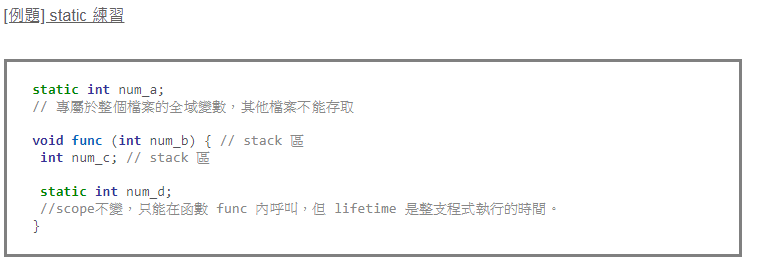 [例題] static 練習
static int num_a;
// 專屬於整個檔案的全域變數，其他檔案不能存取
void func (int num_b) { // stack 區
int num_c; // stack 區
static int num_d;
//scope不變，只能在函數 func 內呼叫，但 lifetime 是整支程式執行的時間。
}